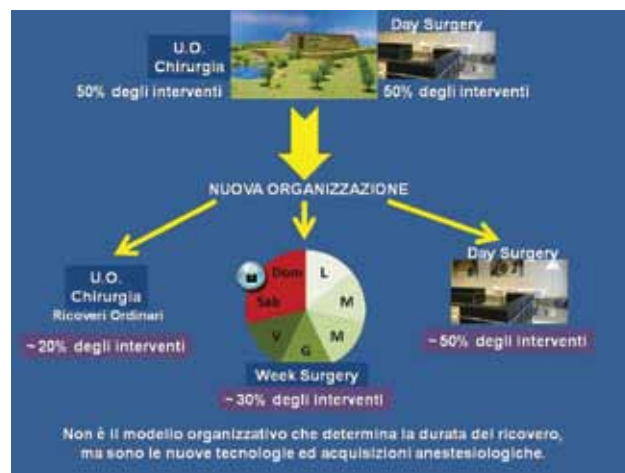 U.O.
Chirurgia
50% degli interventi
Day Surgery
50% degli interventi
NUOVA ORGANIZZAZIONE
U.O.
Chirurgia
Ricoveri Ordinari
~20% degli interventi
Dom
L
M
M
G
V
Sab
Week Surgery
~30% degli interventi
Day Surgery
~50% degli interventi
Non è il modello organizzativo che determina la durata del ricovero,
ma sono le nuove tecnologie ed acquisizioni anestesiologiche.